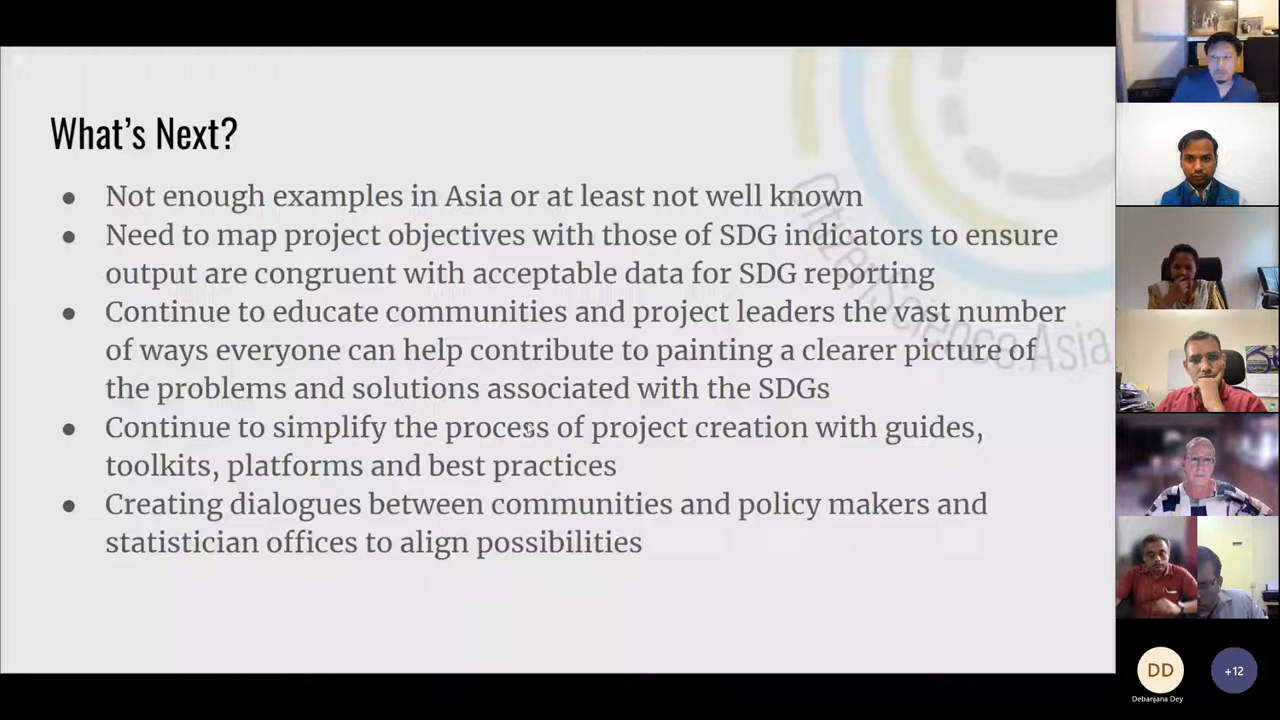 What's Next?
● Not enough examples in Asia or at least not well known
● Need to map project objectives with those of SDG indicators to ensure
output are congruent with acceptable data for SDG reporting
● Continue to educate communities and project leaders the vast number
of ways everyone can help contribute to painting a clearer picture of
the problems and solutions associated with the SDGs
● Continue to simplify the process of project creation with guides,
toolkits, platforms and best practices
● Creating dialogues between communities and policy makers and
statistician offices to align possibilities
CitizenScience.Asia
DD
Debanjana Dey
+12